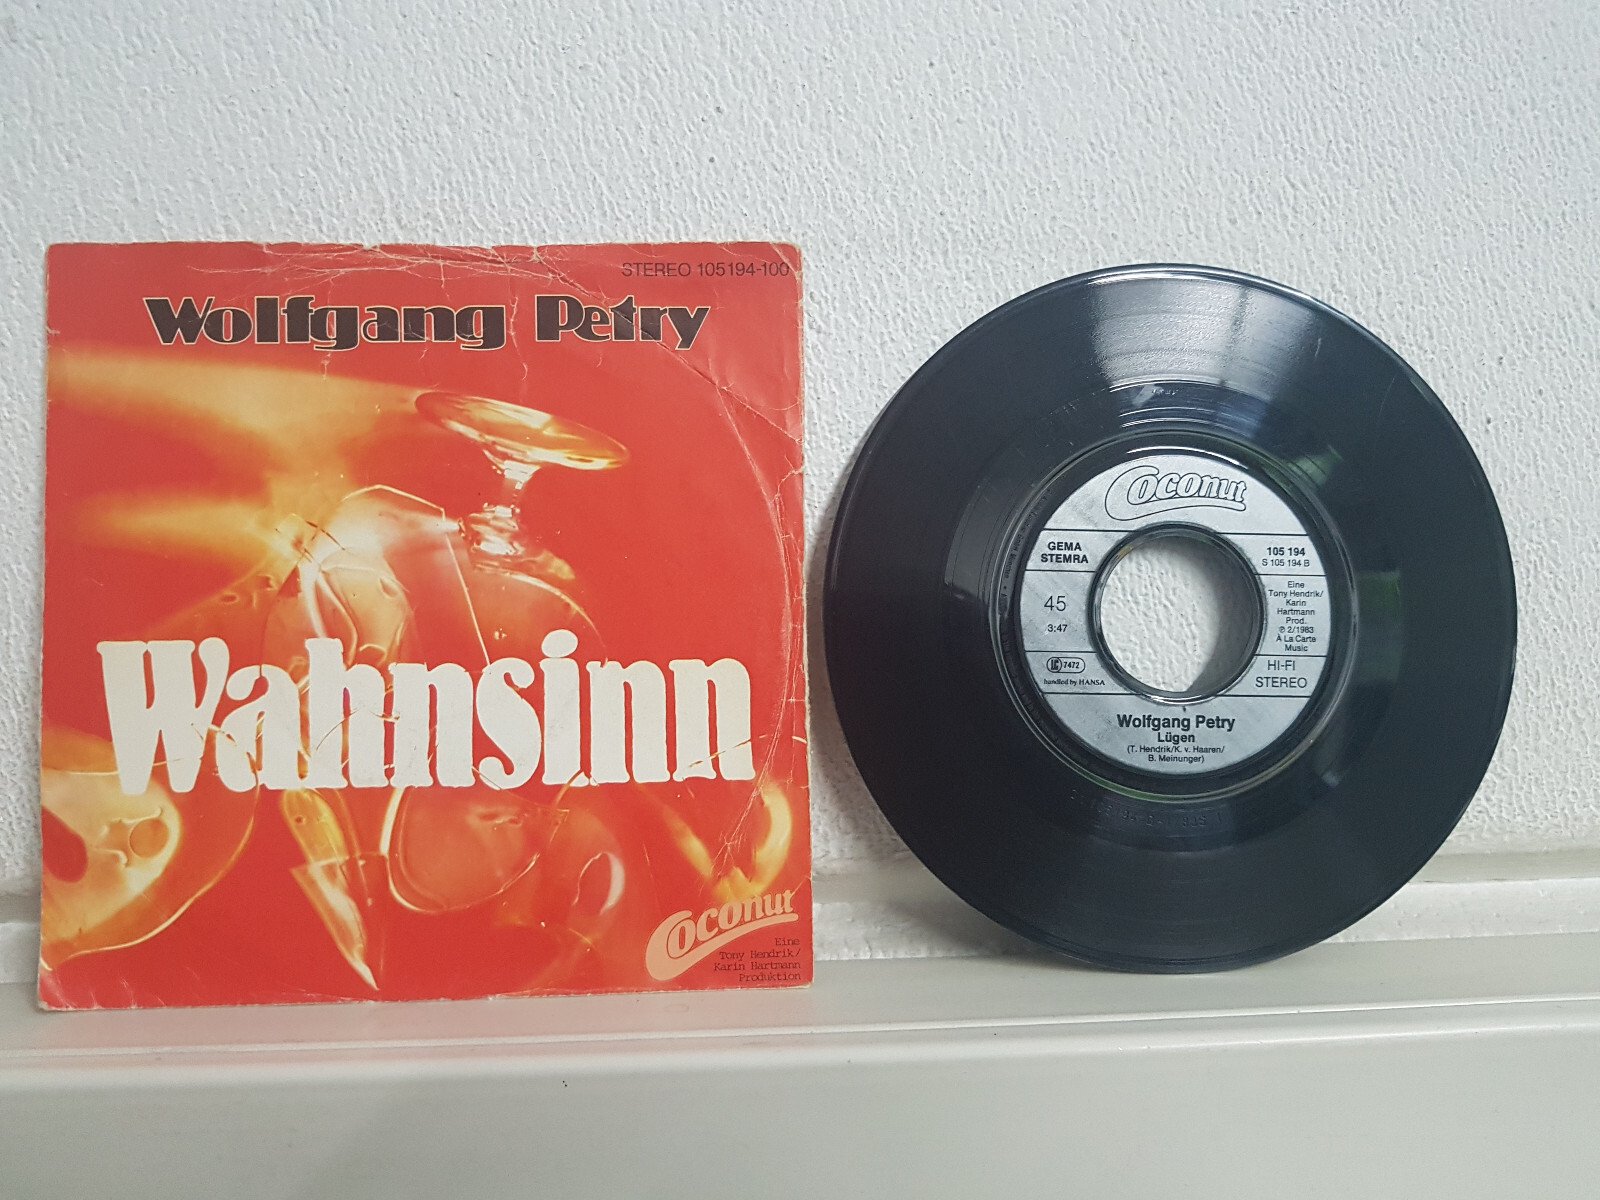 STEREO 105194-100
Wolfgang Petry
Wahnsinn
Coconut
Eine
Tony Hendrik/
Karin Hartmann
Produktion
Coconut
GEMA
STEMRA
45
3:47
LC 7472
handled by HANSA
105 194
S 105 194 B
Eine
Tony Hendrik/
Karin
Hartmann
Prod.
℗ 2/1983
À La Carte
Music
HI-FI
STEREO
Wolfgang Petry
Lügen
(T. Hendrik/K. v. Haaren/
B. Meinunger)